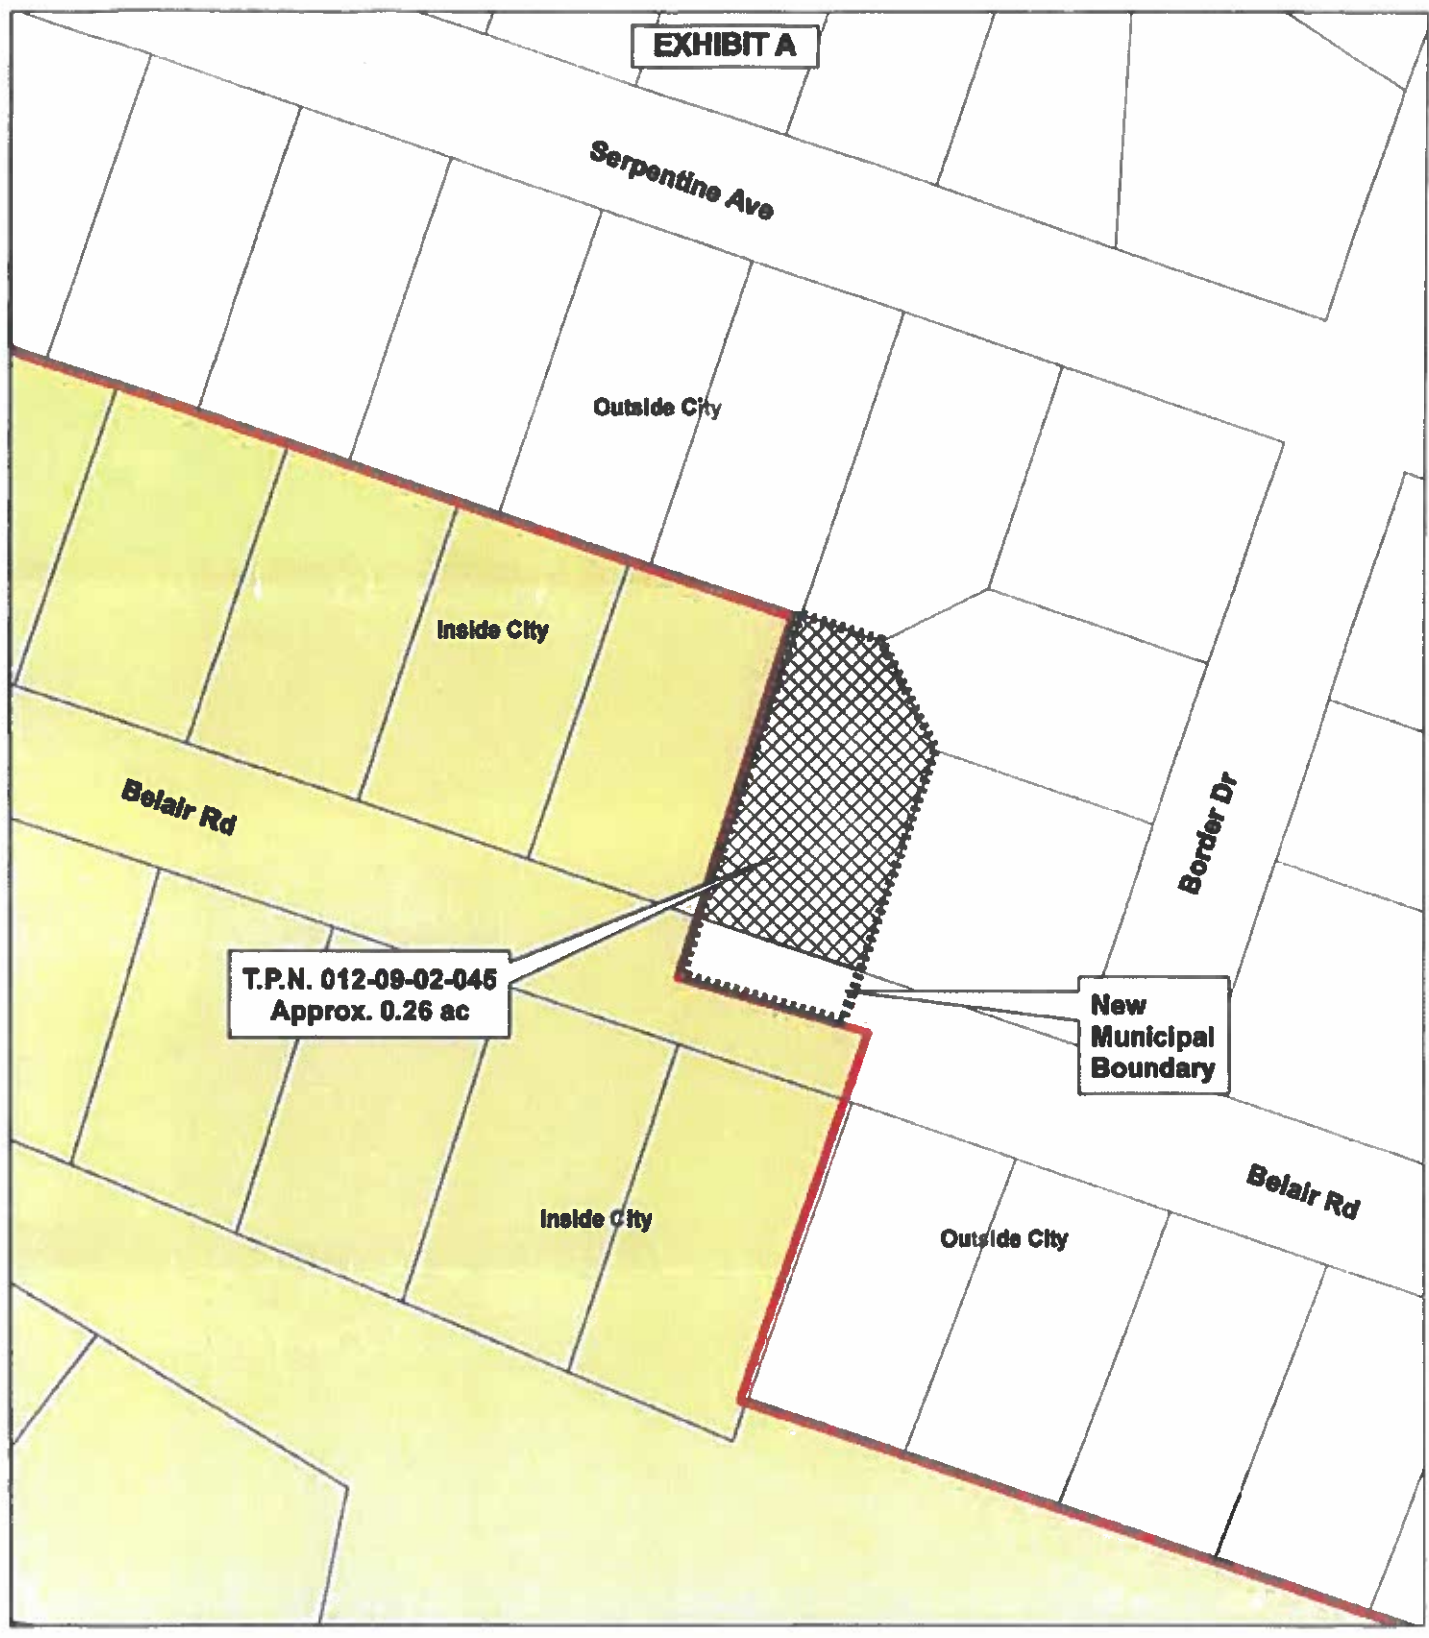 EXHIBIT A
Serpentine Ave
Outside City
Inside City
Belair Rd
Border Dr
T.P.N. 012-09-02-045
Approx. 0.26 ac
New
Municipal
Boundary
Belair Rd
Inside City
Outside City